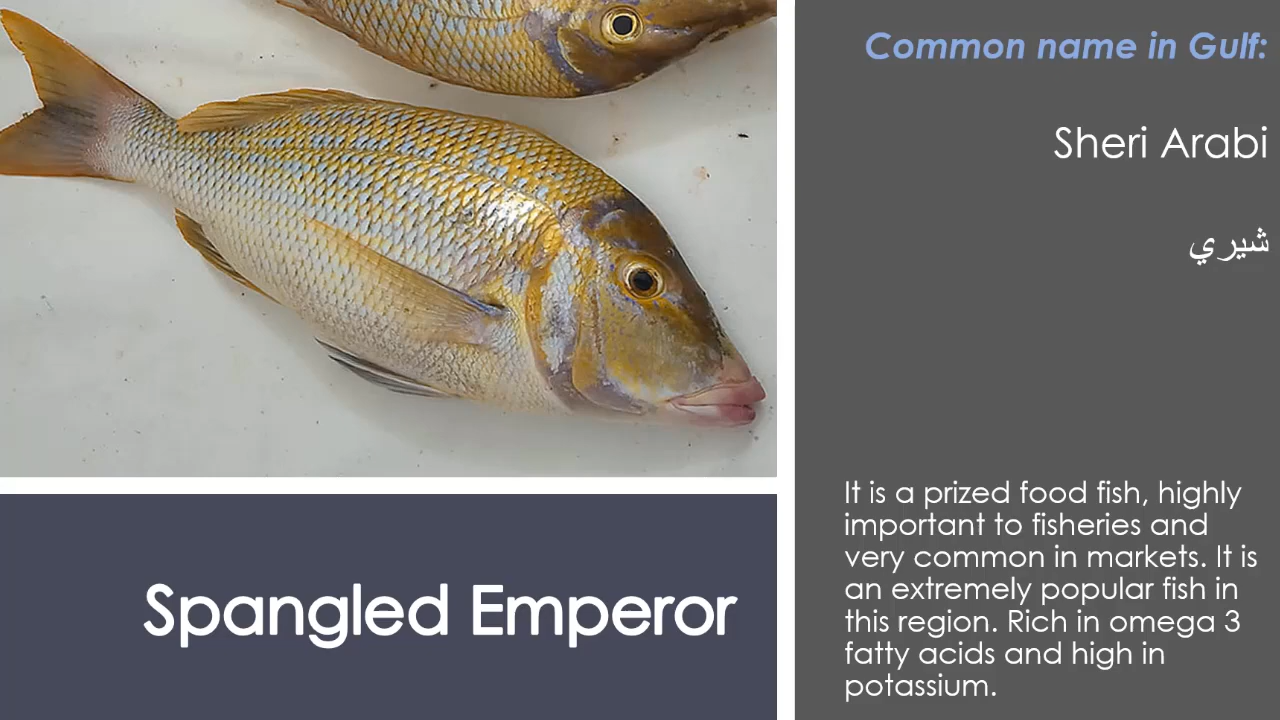 Common name in Gulf:
Sheri Arabi
شيري
It is a prized food fish, highly
important to fisheries and
very common in markets. It is
an extremely popular fish in
this region. Rich in omega 3
fatty acids and high in
potassium.
Spangled Emperor